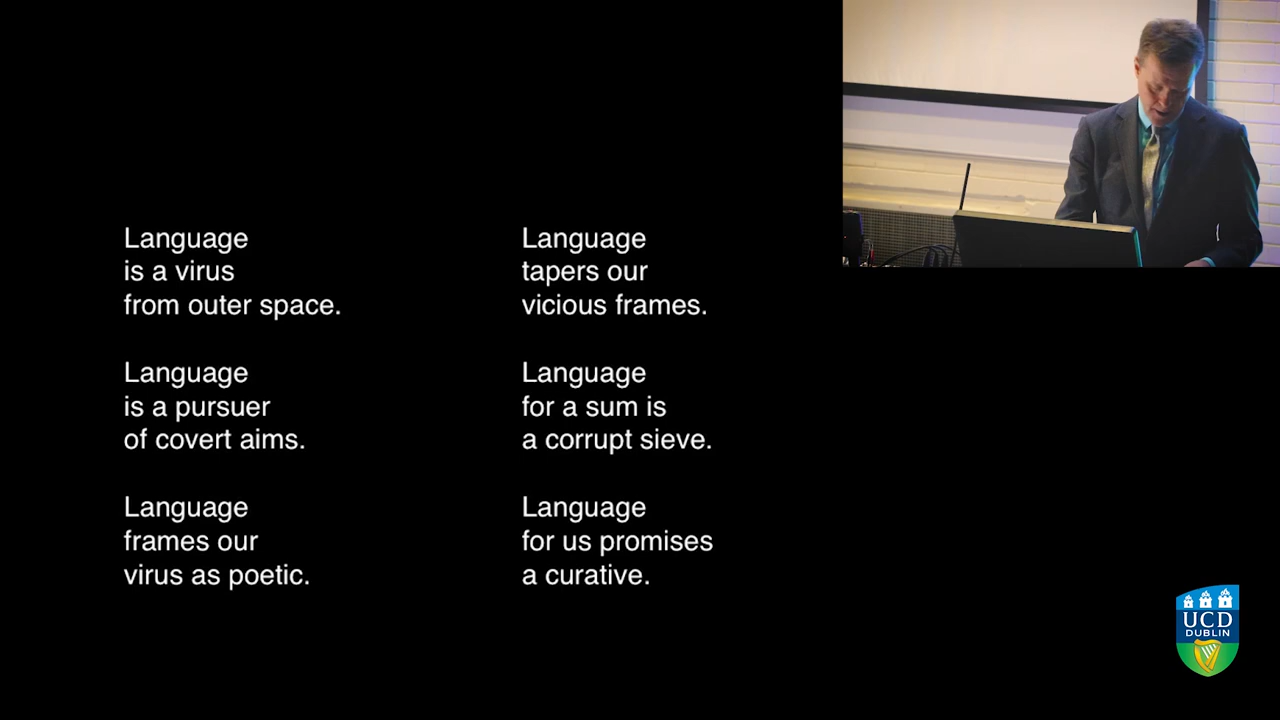 Language
is a virus
from outer space.
Language
is a pursuer
of covert aims.
Language
frames our
virus as poetic.
Language
tapers our
vicious frames.
Language
for a sum is
a corrupt sieve.
Language
for us promises
a curative.
UCD
DUBLIN